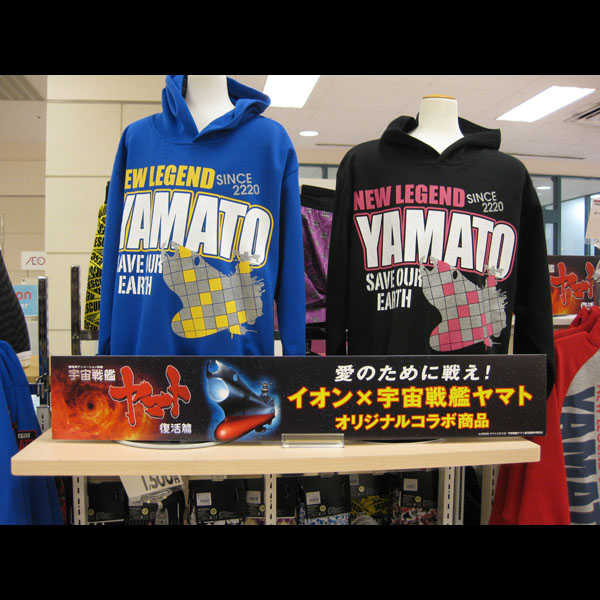 NEW LEGEND
SINCE
2220
YAMATO
SAVE OUR
EARTH
NEW LEGEND
SINCE
2220
YAMATO
SAVE OUR
EARTH
宇宙戦艦
ヤマト
復活篇
愛のために戦え!
イオン×宇宙戦艦ヤマト
オリジナルコラボ商品
YAMATO